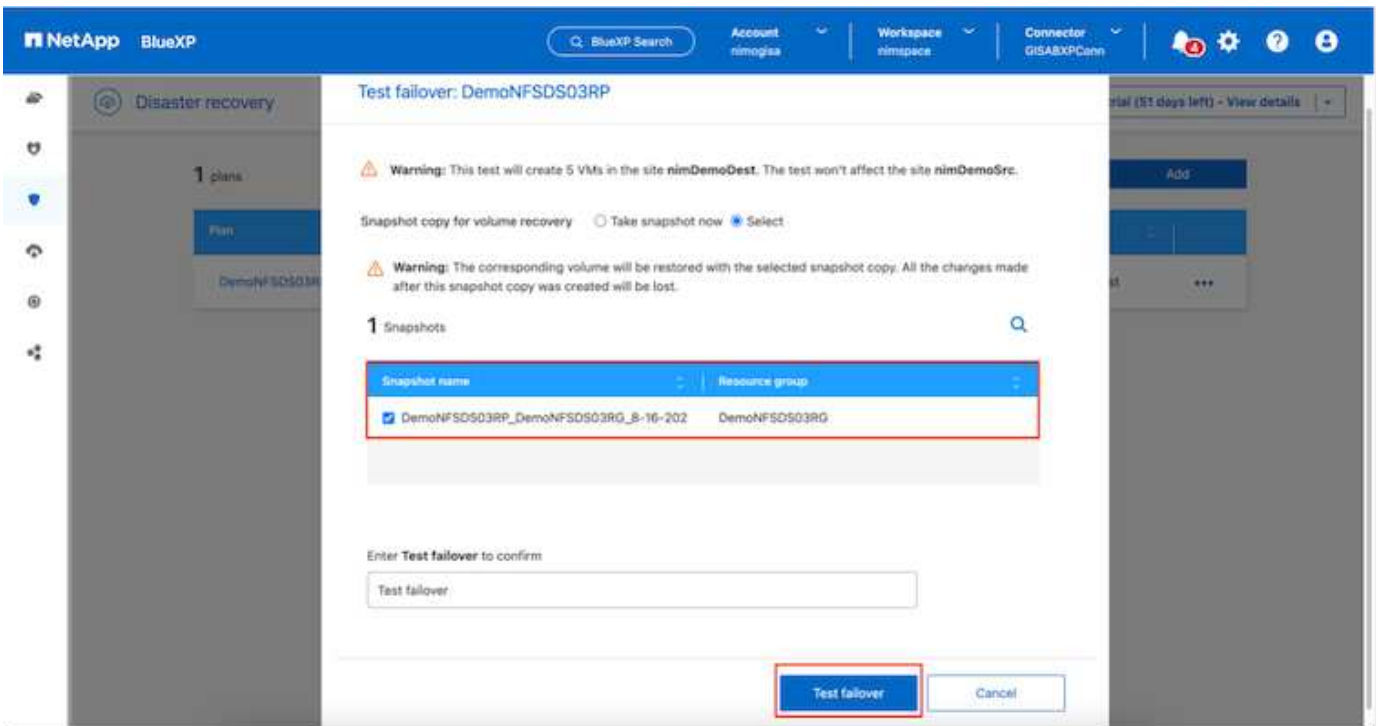 NetApp BlueXP
BlueXP Search
Account
nimogisa
Workspace
nimspace
Connector
GISABXPConn
4
Disaster recovery
Test failover: DemoNFSDS03RP
trial (51 days left) - View details
1 plans
Add
Warning: This test will create 5 VMs in the site nimDemoDest. The test won't affect the site nimDemoSrc.
Snapshot copy for volume recovery Take snapshot now Select
Plan
Warning: The corresponding volume will be restored with the selected snapshot copy. All the changes made
after this snapshot copy was created will be lost.
DemoNFSDS03R
st
1 Snapshots
Snapshot name Resource group
DemoNFSDS03RP_DemoNFSDS03RG_8-16-202 DemoNFSDS03RG
Enter Test failover to confirm
Test failover
Test failover
Cancel